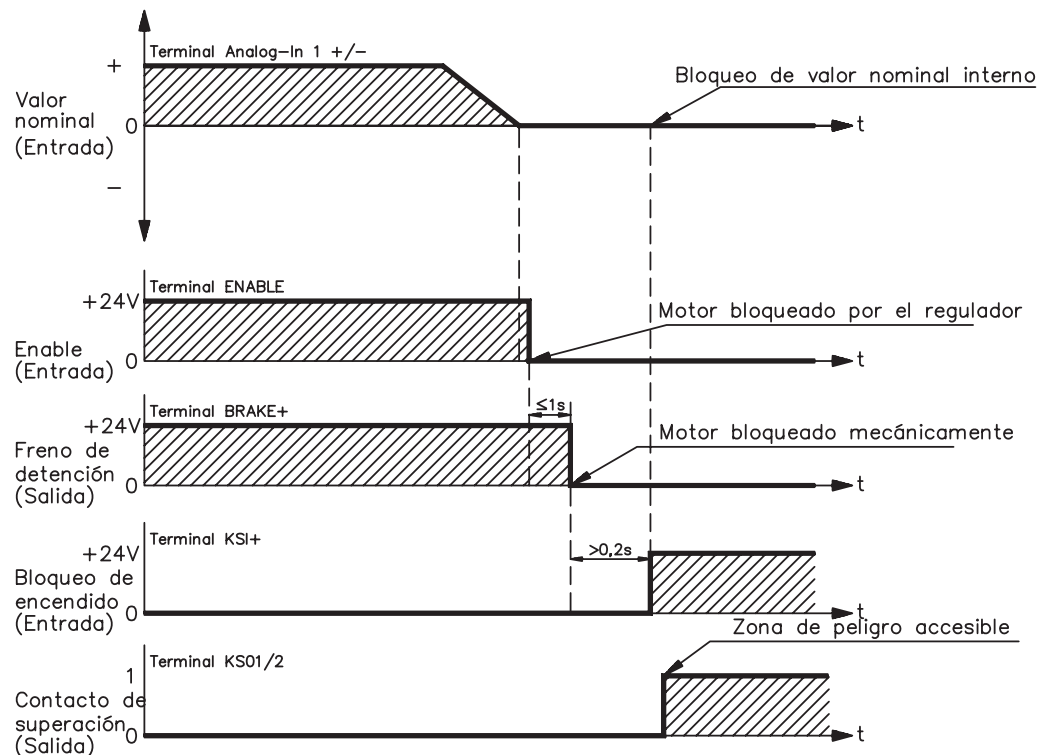 Terminal Analog-In 1 +/-
Bloqueo de valor nominal interno
+
Valor
nominal
(Entrada)
0
t
-
Terminal ENABLE
+24V
Motor bloqueado por el regulador
Enable
(Entrada)
0
t
Terminal BRAKE+
≤1s
+24V
Motor bloqueado mecánicamente
Freno de
detención
(Salida)
0
t
Terminal KSI+
+24V
>0,2s
Bloqueo de
encendido
(Entrada)
0
t
Zona de peligro accesible
Terminal KS01/2
1
Contacto de
superación
(Salida)
0
t